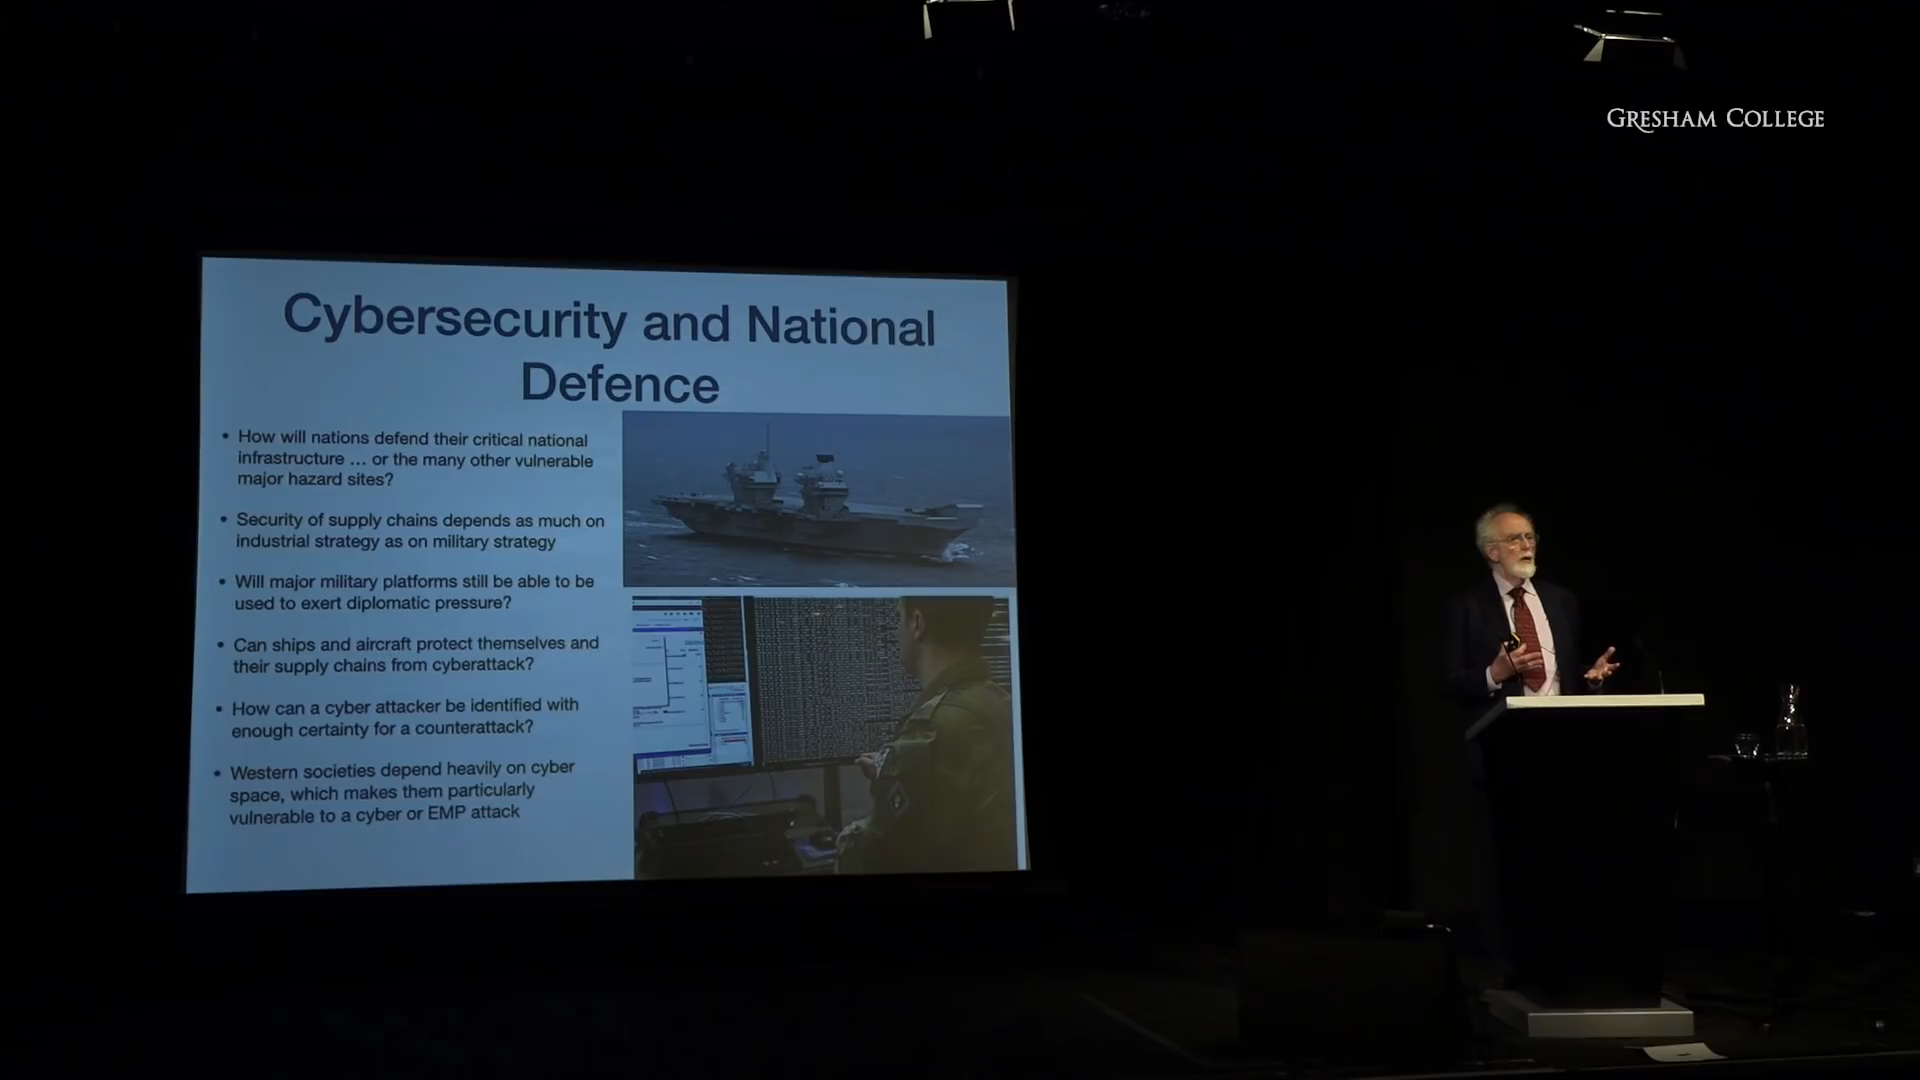 GRESHAM COLLEGE
Cybersecurity and National
Defence
• How will nations defend their critical national
infrastructure ... or the many other vulnerable
major hazard sites?
• Security of supply chains depends as much on
industrial strategy as on military strategy
• Will major military platforms still be able to be
used to exert diplomatic pressure?
• Can ships and aircraft protect themselves and
their supply chains from cyberattack?
• How can a cyber attacker be identified with
enough certainty for a counterattack?
• Western societies depend heavily on cyber
space, which makes them particularly
vulnerable to a cyber or EMP attack